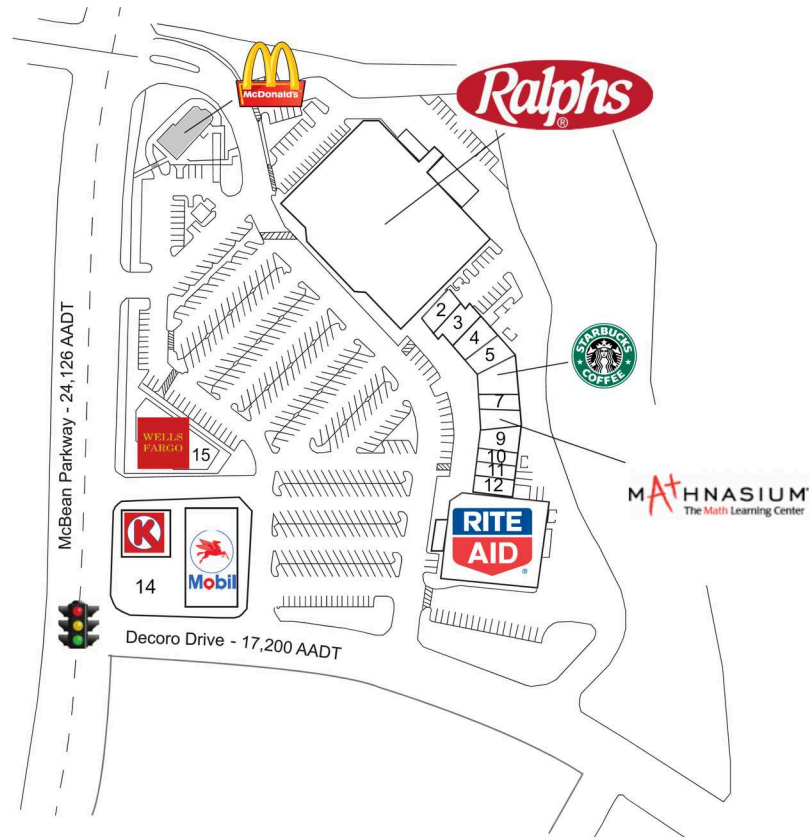 McDonald's
Ralphs
®
2
3
4
5
STARBUCKS
COFFEE
7
9
10
11
12
MATHNASIUM®
The Math Learning Center
RITE
AID
®
WELLS
FARGO
15
K
14
Mobil
McBean Parkway - 24,126 AADT
Decoro Drive - 17,200 AADT